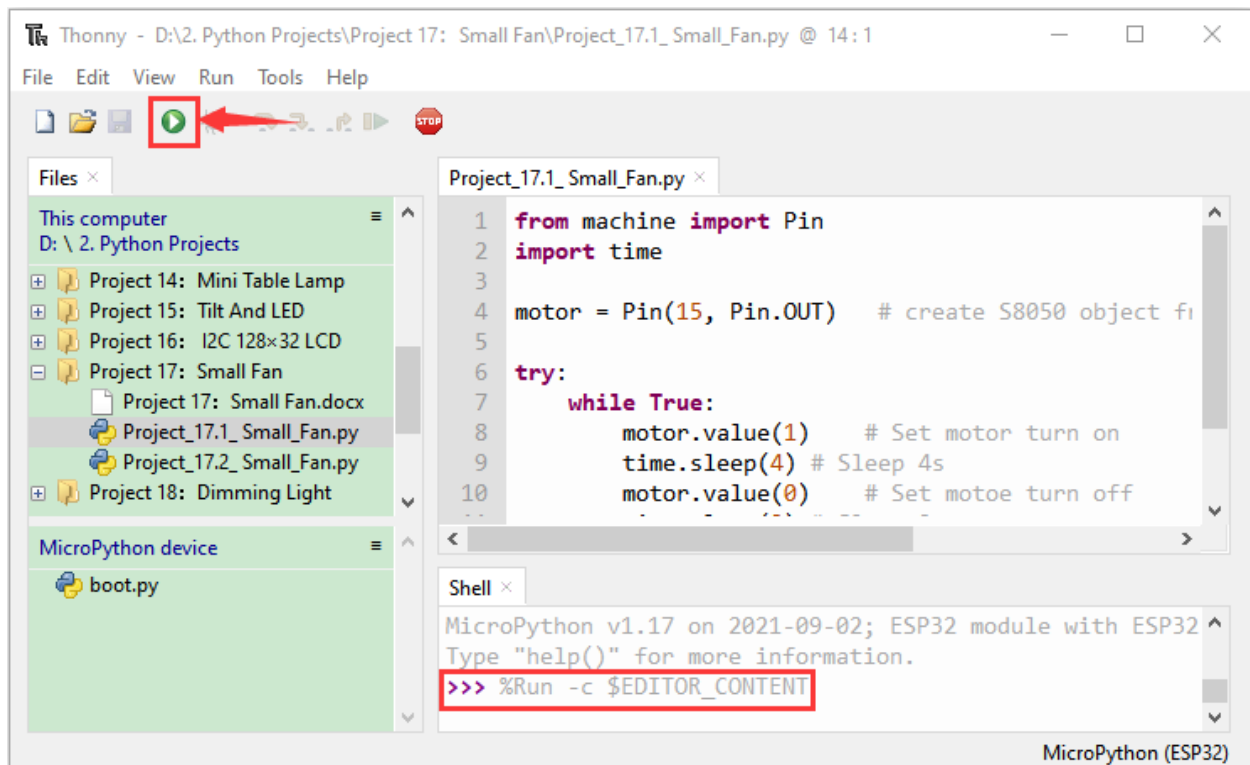 Thonny - D:\2. Python Projects\Project 17: Small Fan\Project_17.1_ Small_Fan.py @ 14:1
File Edit View Run Tools Help
STOP
Files
This computer
D: \ 2. Python Projects
Project 14: Mini Table Lamp
Project 15: Tilt And LED
Project 16: I2C 128×32 LCD
Project 17: Small Fan
Project 17: Small Fan.docx
Project_17.1_ Small_Fan.py
Project_17.2_ Small_Fan.py
Project 18: Dimming Light
MicroPython device
boot.py
Project_17.1_ Small_Fan.py
1 from machine import Pin
2 import time
3
4 motor = Pin(15, Pin.OUT) # create S8050 object
5
6 try:
7 while True:
8 motor.value(1) # Set motor turn on
9 time.sleep(4) # Sleep 4s
10 motor.value(0) # Set motoe turn off
Shell
MicroPython v1.17 on 2021-09-02; ESP32 module with ESP32
Type "help()" for more information.
>>> %Run -c $EDITOR_CONTENT
MicroPython (ESP32)